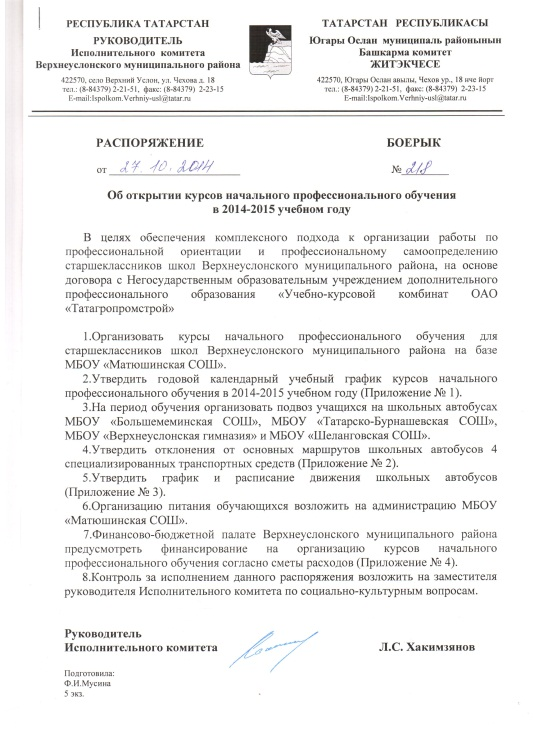 РЕСПУБЛИКА ТАТАРСТАН
РУКОВОДИТЕЛЬ
Исполнительного комитета
Верхнеуслонского муниципального района
422570, село Верхний Услон, ул. Чехова д. 18
тел.: (8-84379) 2-21-51, факс: (8-84379) 2-23-15
E-mail:Ispolkom.Verhniy-usl@tatar.ru
ТАТАРСТАН РЕСПУБЛИКАСЫ
Югары Ослан муниципаль районынын
Башкарма комитет
ЖИТЭКЧЕСЕ
422570, Югары Ослан авылы, Чехов ур., 18 нче йорт
тел.: (8-84379) 2-21-51, факс: (8-84379) 2-23-15
E-mail:Ispolkom.Verhniy-usl@tatar.ru
РАСПОРЯЖЕНИЕ БОЕРЫК
от 27.10.2014 № 218
Об открытии курсов начального профессионального обучения
в 2014-2015 учебном году
В целях обеспечения комплексного подхода к организации работы по
профессиональной ориентации и профессиональному самоопределению
старшеклассников школ Верхнеуслонского муниципального района, на основе
договора с Негосударственным образовательным учреждением дополнительного
профессионального образования «Учебно-курсовой комбинат ОАО
«Татагропромстрой»
1.Организовать курсы начального профессионального обучения для
старшеклассников школ Верхнеуслонского муниципального района на базе
МБОУ «Матюшинская СОШ».
2.Утвердить годовой календарный учебный график курсов начального
профессионального обучения в 2014-2015 учебном году (Приложение № 1).
3.На период обучения организовать подвоз учащихся на школьных автобусах
МБОУ «Большемеминская СОШ», МБОУ «Татарско-Бурнашевская СОШ»,
МБОУ «Верхнеуслонская гимназия» и МБОУ «Шеланговская СОШ».
4.Утвердить отклонения от основных маршрутов школьных автобусов 4
специализированных транспортных средств (Приложение № 2).
5.Утвердить график и расписание движения школьных автобусов
(Приложение № 3).
6.Организацию питания обучающихся возложить на администрацию МБОУ
«Матюшинская СОШ».
7.Финансово-бюджетной палате Верхнеуслонского муниципального района
предусмотреть финансирование на организацию курсов начального
профессионального обучения согласно сметы расходов (Приложение № 4).
8.Контроль за исполнением данного распоряжения возложить на заместителя
руководителя Исполнительного комитета по социально-культурным вопросам.
Руководитель
Исполнительного комитета Л.С. Хакимзянов
Подготовила:
Ф.И.Мусина
5 экз.